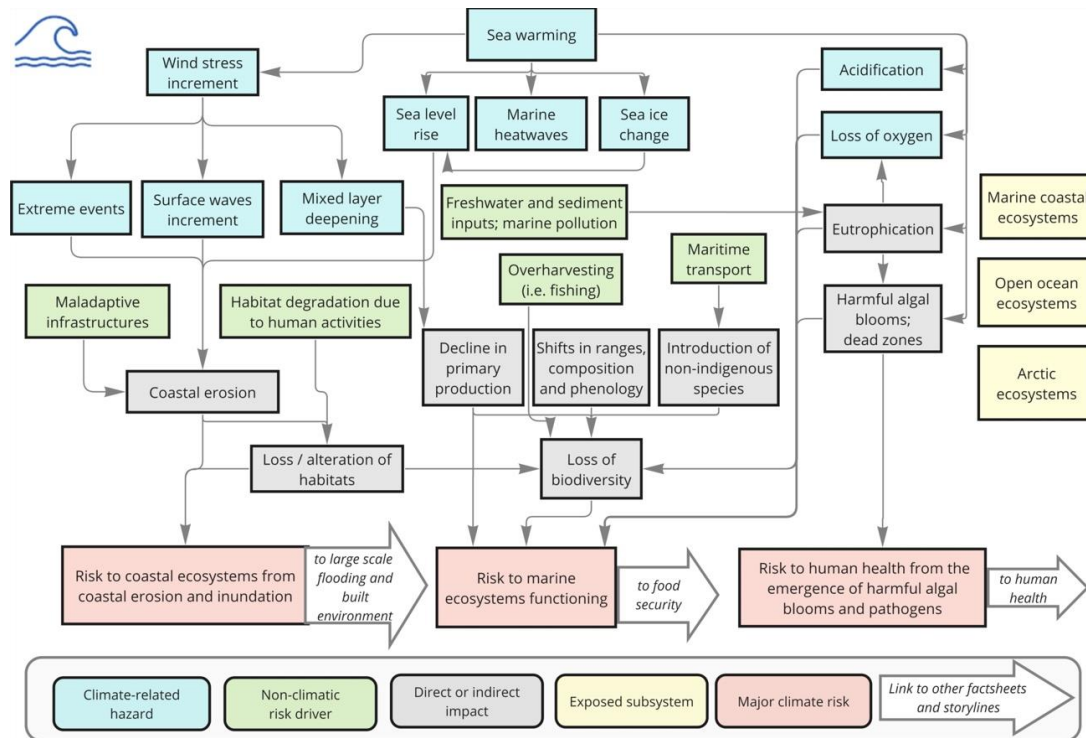 Sea warming
Wind stress
increment
Acidification
Sea level
rise
Marine
heatwaves
Sea ice
change
Loss of oxygen
Extreme events
Surface waves
increment
Mixed layer
deepening
Freshwater and sediment
inputs; marine pollution
Eutrophication
Marine coastal
ecosystems
Maritime
transport
Overharvesting
(i.e. fishing)
Open ocean
ecosystems
Maladaptive
infrastructures
Habitat degradation due
to human activities
Harmful algal
blooms;
dead zones
Decline in
primary
production
Shifts in ranges,
composition
and phenology
Introduction of
non-indigenous
species
Arctic
ecosystems
Coastal erosion
Loss / alteration of
habitats
Loss of
biodiversity
Risk to coastal ecosystems from
coastal erosion and inundation
to large scale
flooding and
built
environment
Risk to marine
ecosystems functioning
to food
security
Risk to human health from the
emergence of harmful algal
blooms and pathogens
to human
health
Climate-related
hazard
Non-climatic
risk driver
Direct or indirect
impact
Exposed subsystem
Major climate risk
Link to other factsheets
and storylines